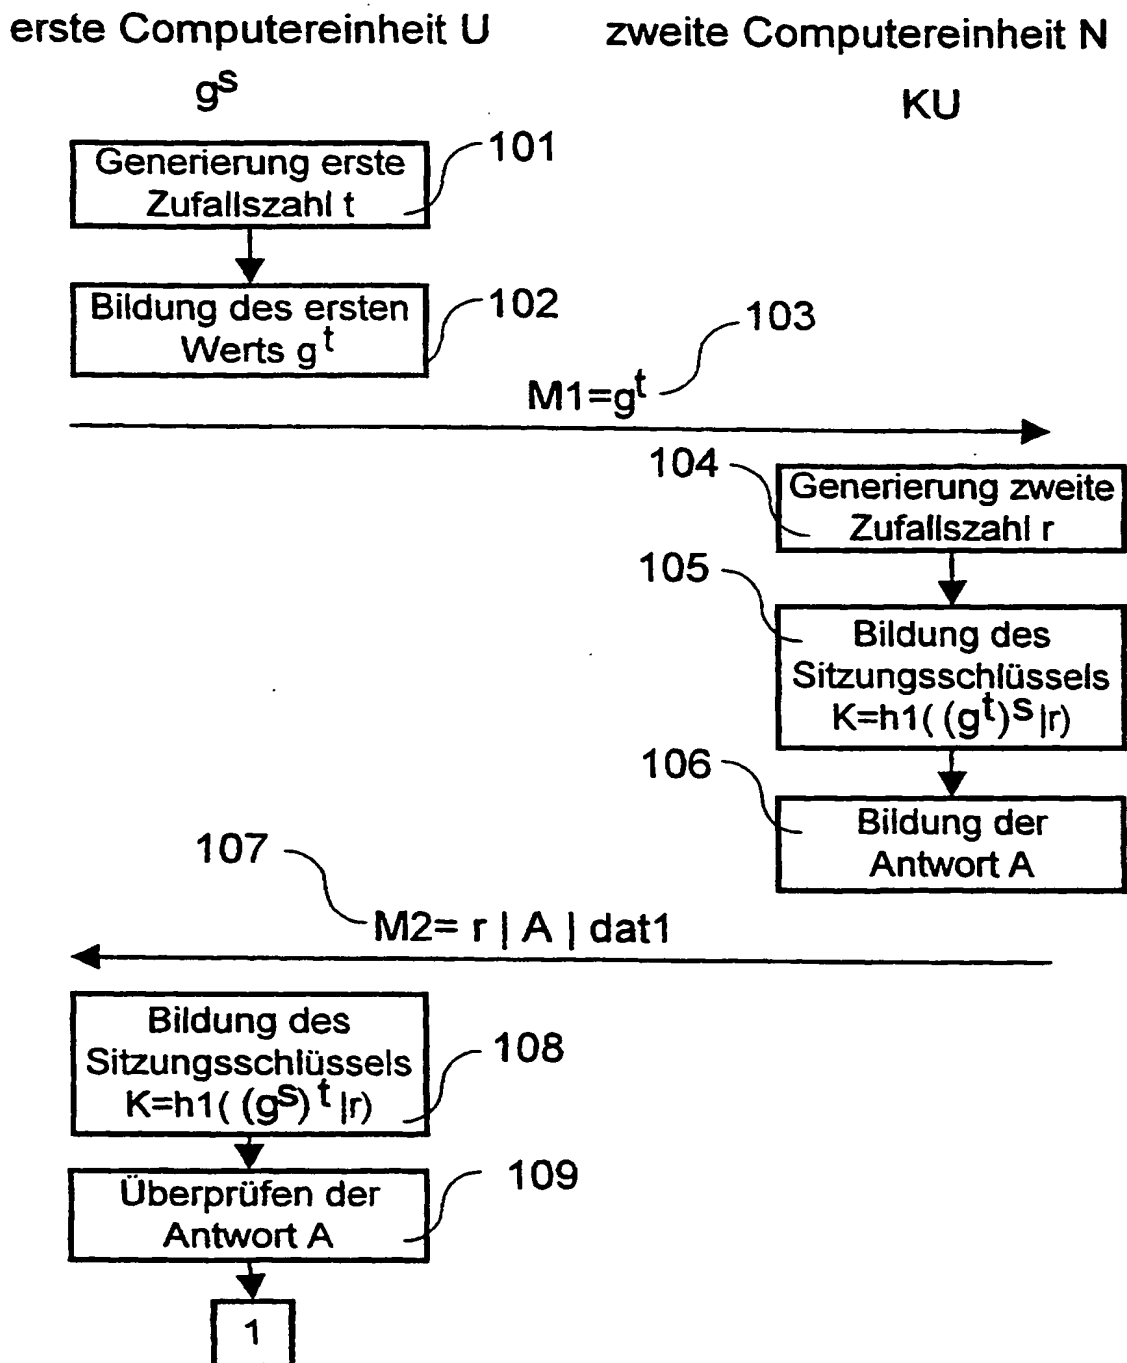 erste Computereinheit U
zweite Computereinheit N
g^s
KU
101
Generierung erste
Zufallszahl t
102
Bildung des ersten
Werts g^t
103
M1=g^t
104
Generierung zweite
Zufallszahl r
105
Bildung des
Sitzungsschlüssels
K=h1( (g^t)^s |r)
106
Bildung der
Antwort A
107
M2= r | A | dat1
Bildung des
Sitzungsschlüssels
K=h1( (g^s)^t |r)
108
Überprüfen der
Antwort A
109
1